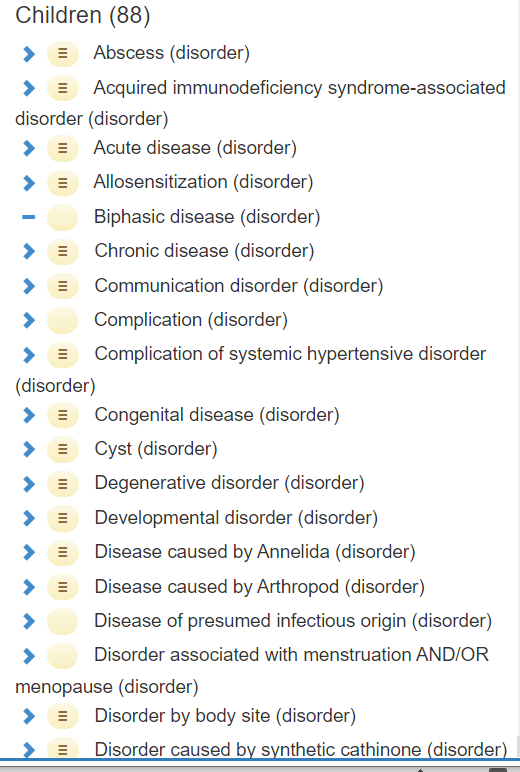 Children (88)
Abscess (disorder)
Acquired immunodeficiency syndrome-associated
disorder (disorder)
Acute disease (disorder)
Allosensitization (disorder)
Biphasic disease (disorder)
Chronic disease (disorder)
Communication disorder (disorder)
Complication (disorder)
Complication of systemic hypertensive disorder
(disorder)
Congenital disease (disorder)
Cyst (disorder)
Degenerative disorder (disorder)
Developmental disorder (disorder)
Disease caused by Annelida (disorder)
Disease caused by Arthropod (disorder)
Disease of presumed infectious origin (disorder)
Disorder associated with menstruation AND/OR
menopause (disorder)
Disorder by body site (disorder)
Disorder caused by synthetic cathinone (disorder)